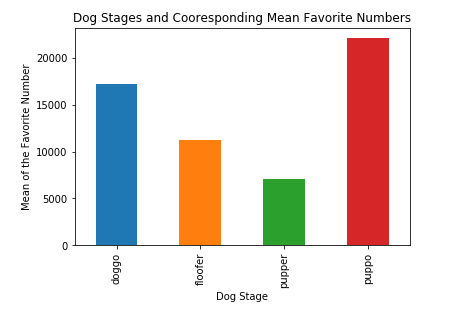 Dog Stages and Cooresponding Mean Favorite Numbers
Mean of the Favorite Number
20000
15000
10000
5000
0
doggo
floofer
pupper
puppo
Dog Stage